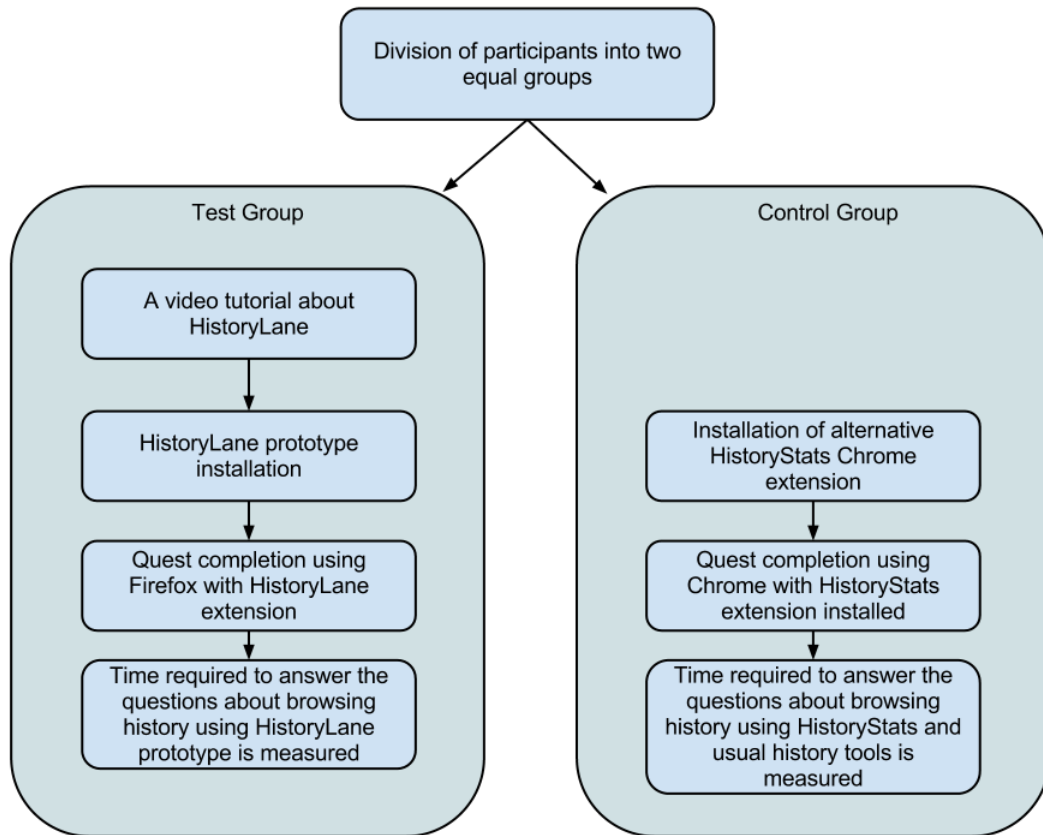 Division of participants into two
equal groups
Test Group
A video tutorial about
HistoryLane
HistoryLane prototype
installation
Quest completion using
Firefox with HistoryLane
extension
Time required to answer the
questions about browsing
history using HistoryLane
prototype is measured
Control Group
Installation of alternative
HistoryStats Chrome
extension
Quest completion using
Chrome with HistoryStats
extension installed
Time required to answer the
questions about browsing
history using HistoryStats and
usual history tools is
measured